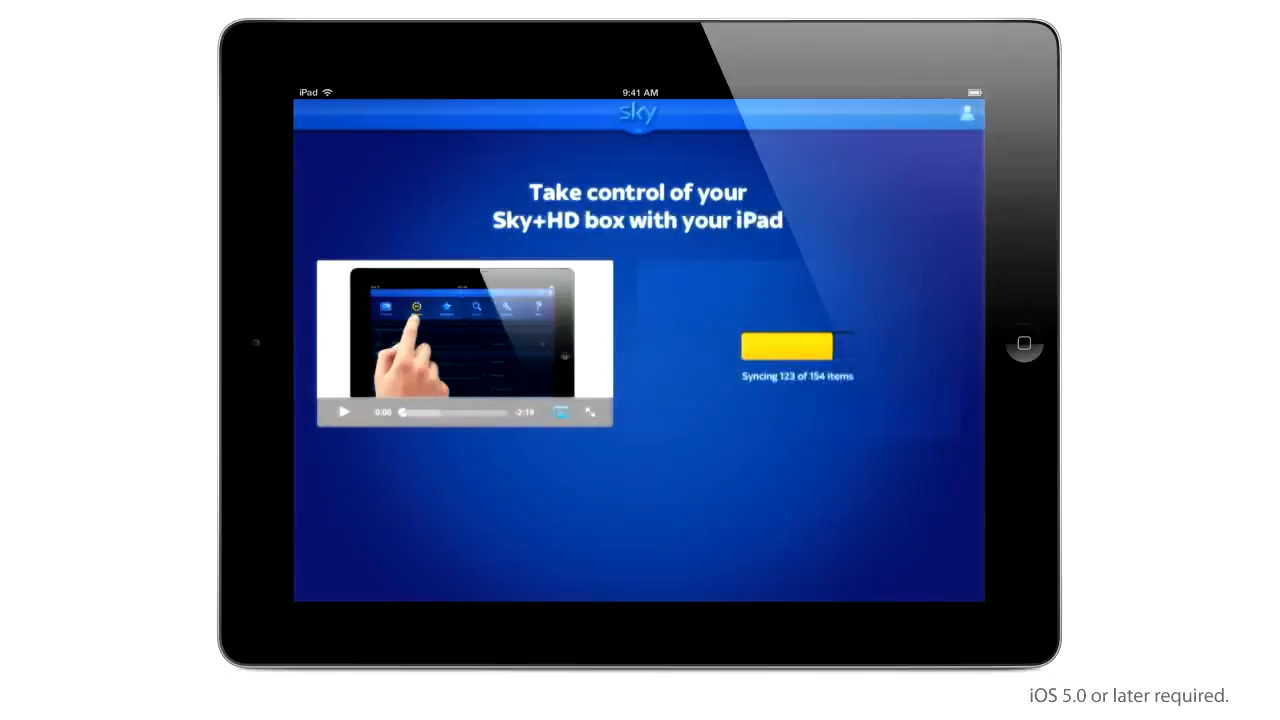 iPad
9:41 AM
sky
Take control of your
Sky+HD box with your iPad
0:00
-2:19
Syncing 123 of 154 items
iOS 5.0 or later required.